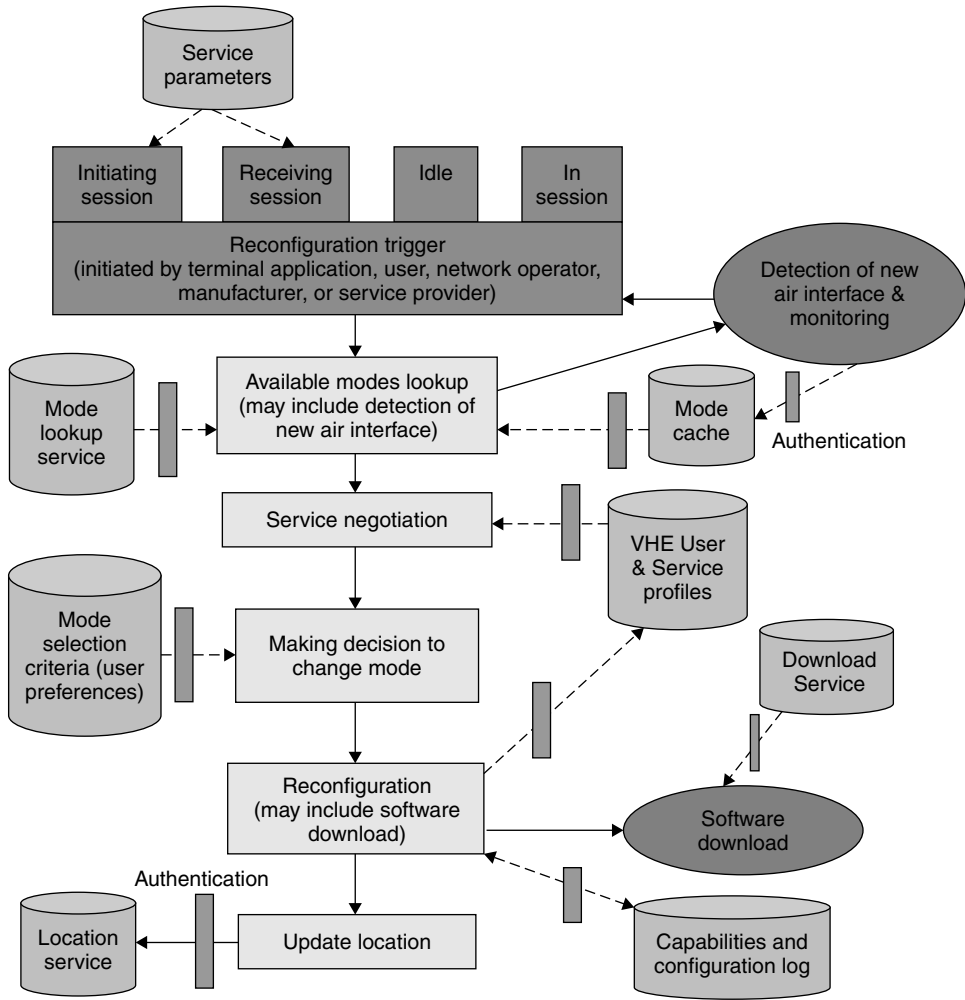 Service
parameters
Initiating
session
Receiving
session
Idle
In
session
Reconfiguration trigger
(initiated by terminal application, user, network operator,
manufacturer, or service provider)
Detection of new
air interface &
monitoring
Mode
lookup
service
Available modes lookup
(may include detection of
new air interface)
Mode
cache
Authentication
Service negotiation
VHE User
& Service
profiles
Mode
selection
criteria (user
preferences)
Making decision to
change mode
Download
Service
Reconfiguration
(may include software
download)
Software
download
Authentication
Location
service
Update location
Capabilities and
configuration log